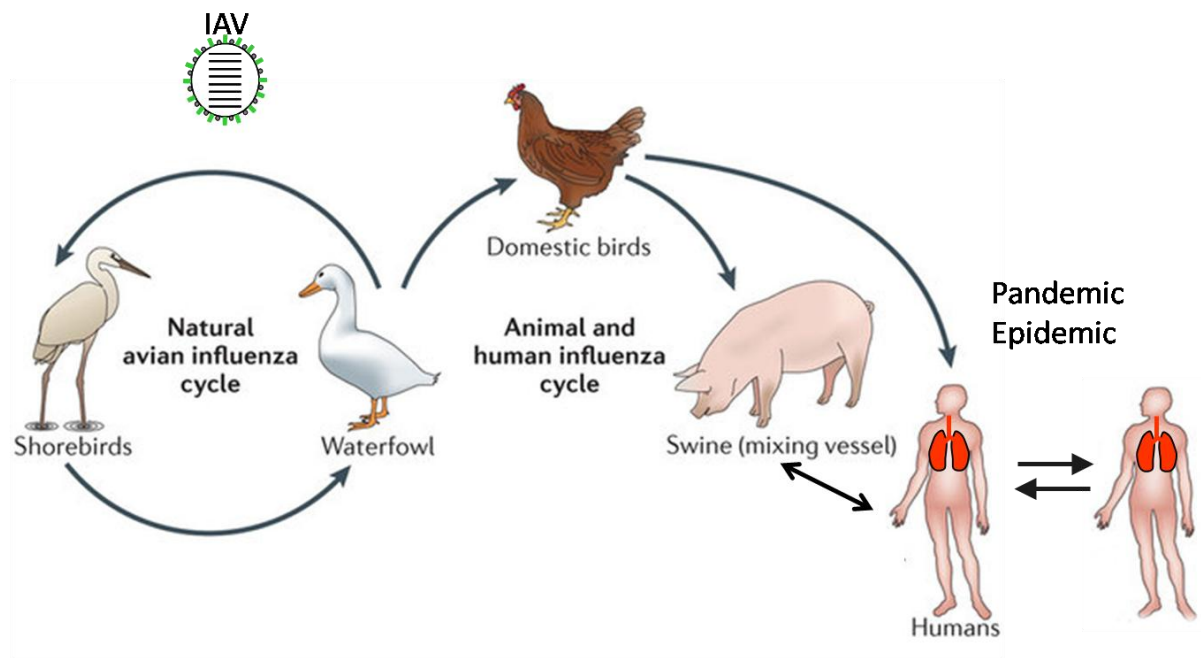 IAV
Domestic birds
Natural
avian influenza
cycle
Animal and
human influenza
cycle
Pandemic
Epidemic
Shorebirds
Waterfowl
Swine (mixing vessel)
Humans